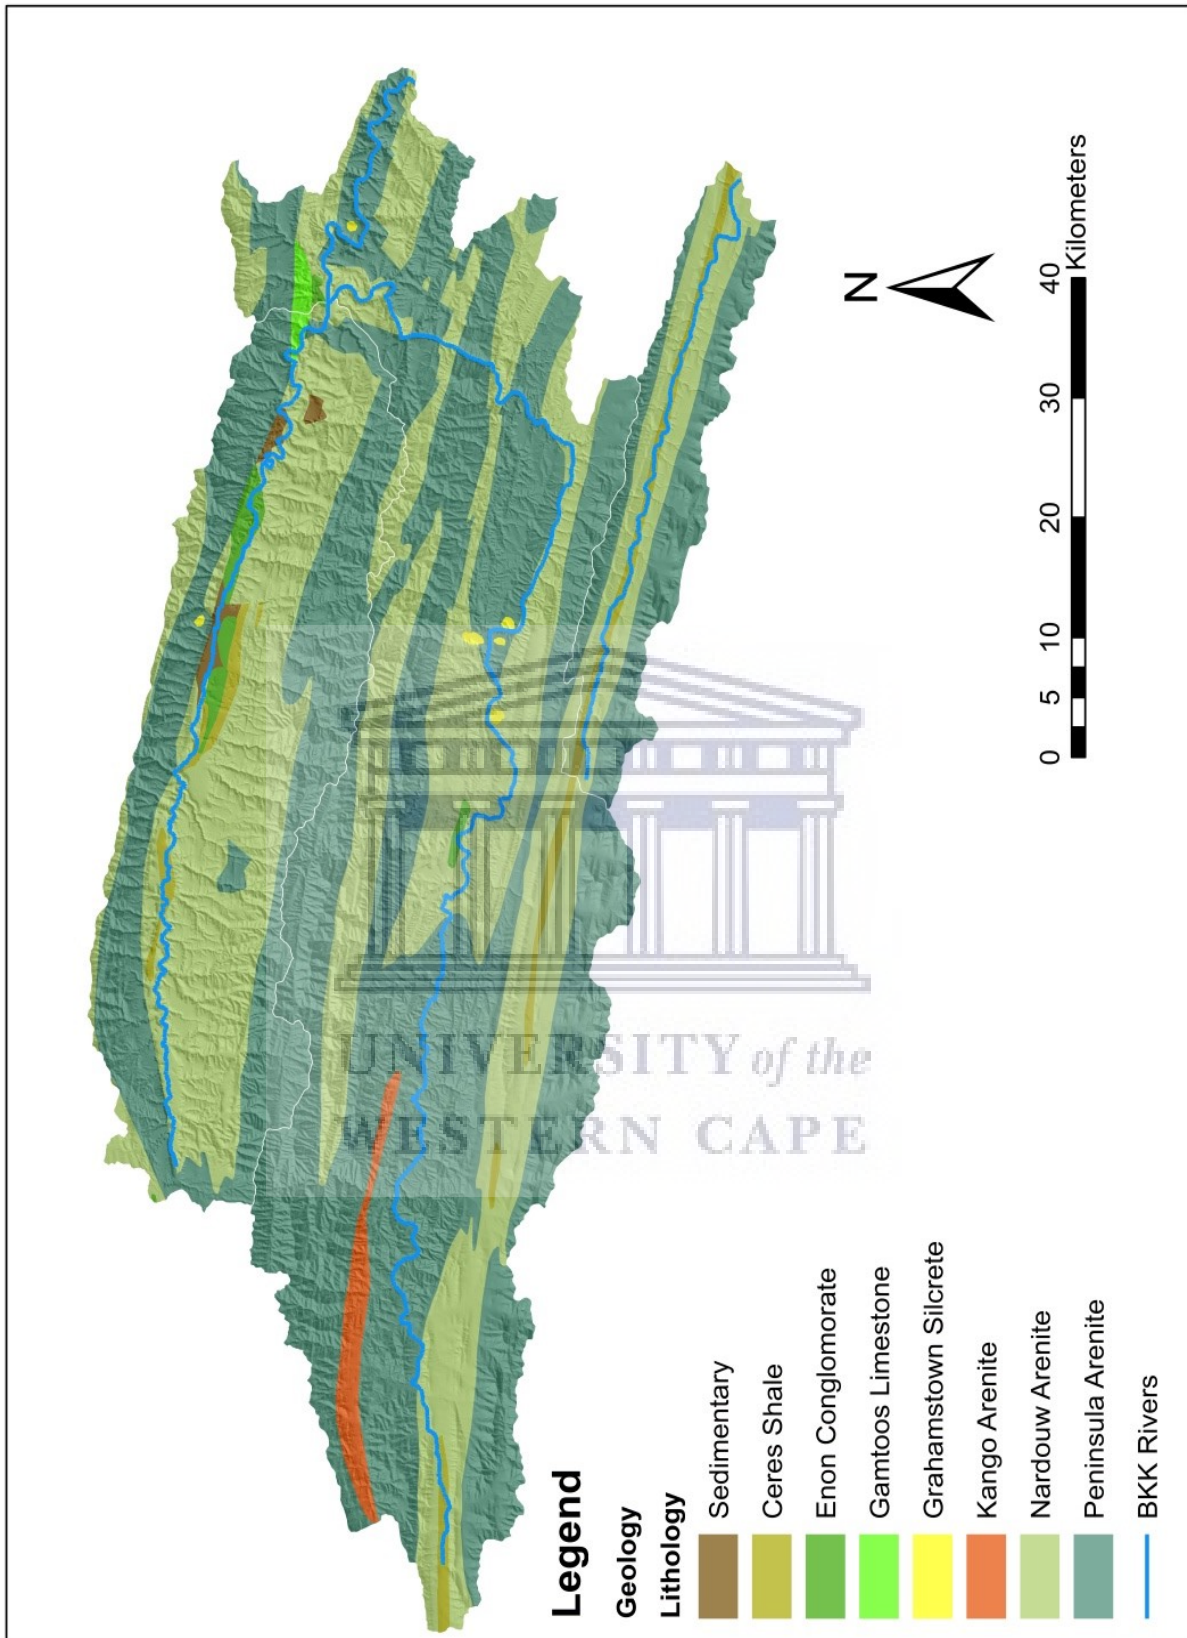 Legend
Geology
Lithology
Sedimentary
Ceres Shale
Enon Conglomorate
Gamtoos Limestone
Grahamstown Silcrete
Kango Arenite
Nardouw Arenite
Peninsula Arenite
BKK Rivers
N
0 5 10 20 30 40
Kilometers
UNIVERSITY of the
WESTERN CAPE